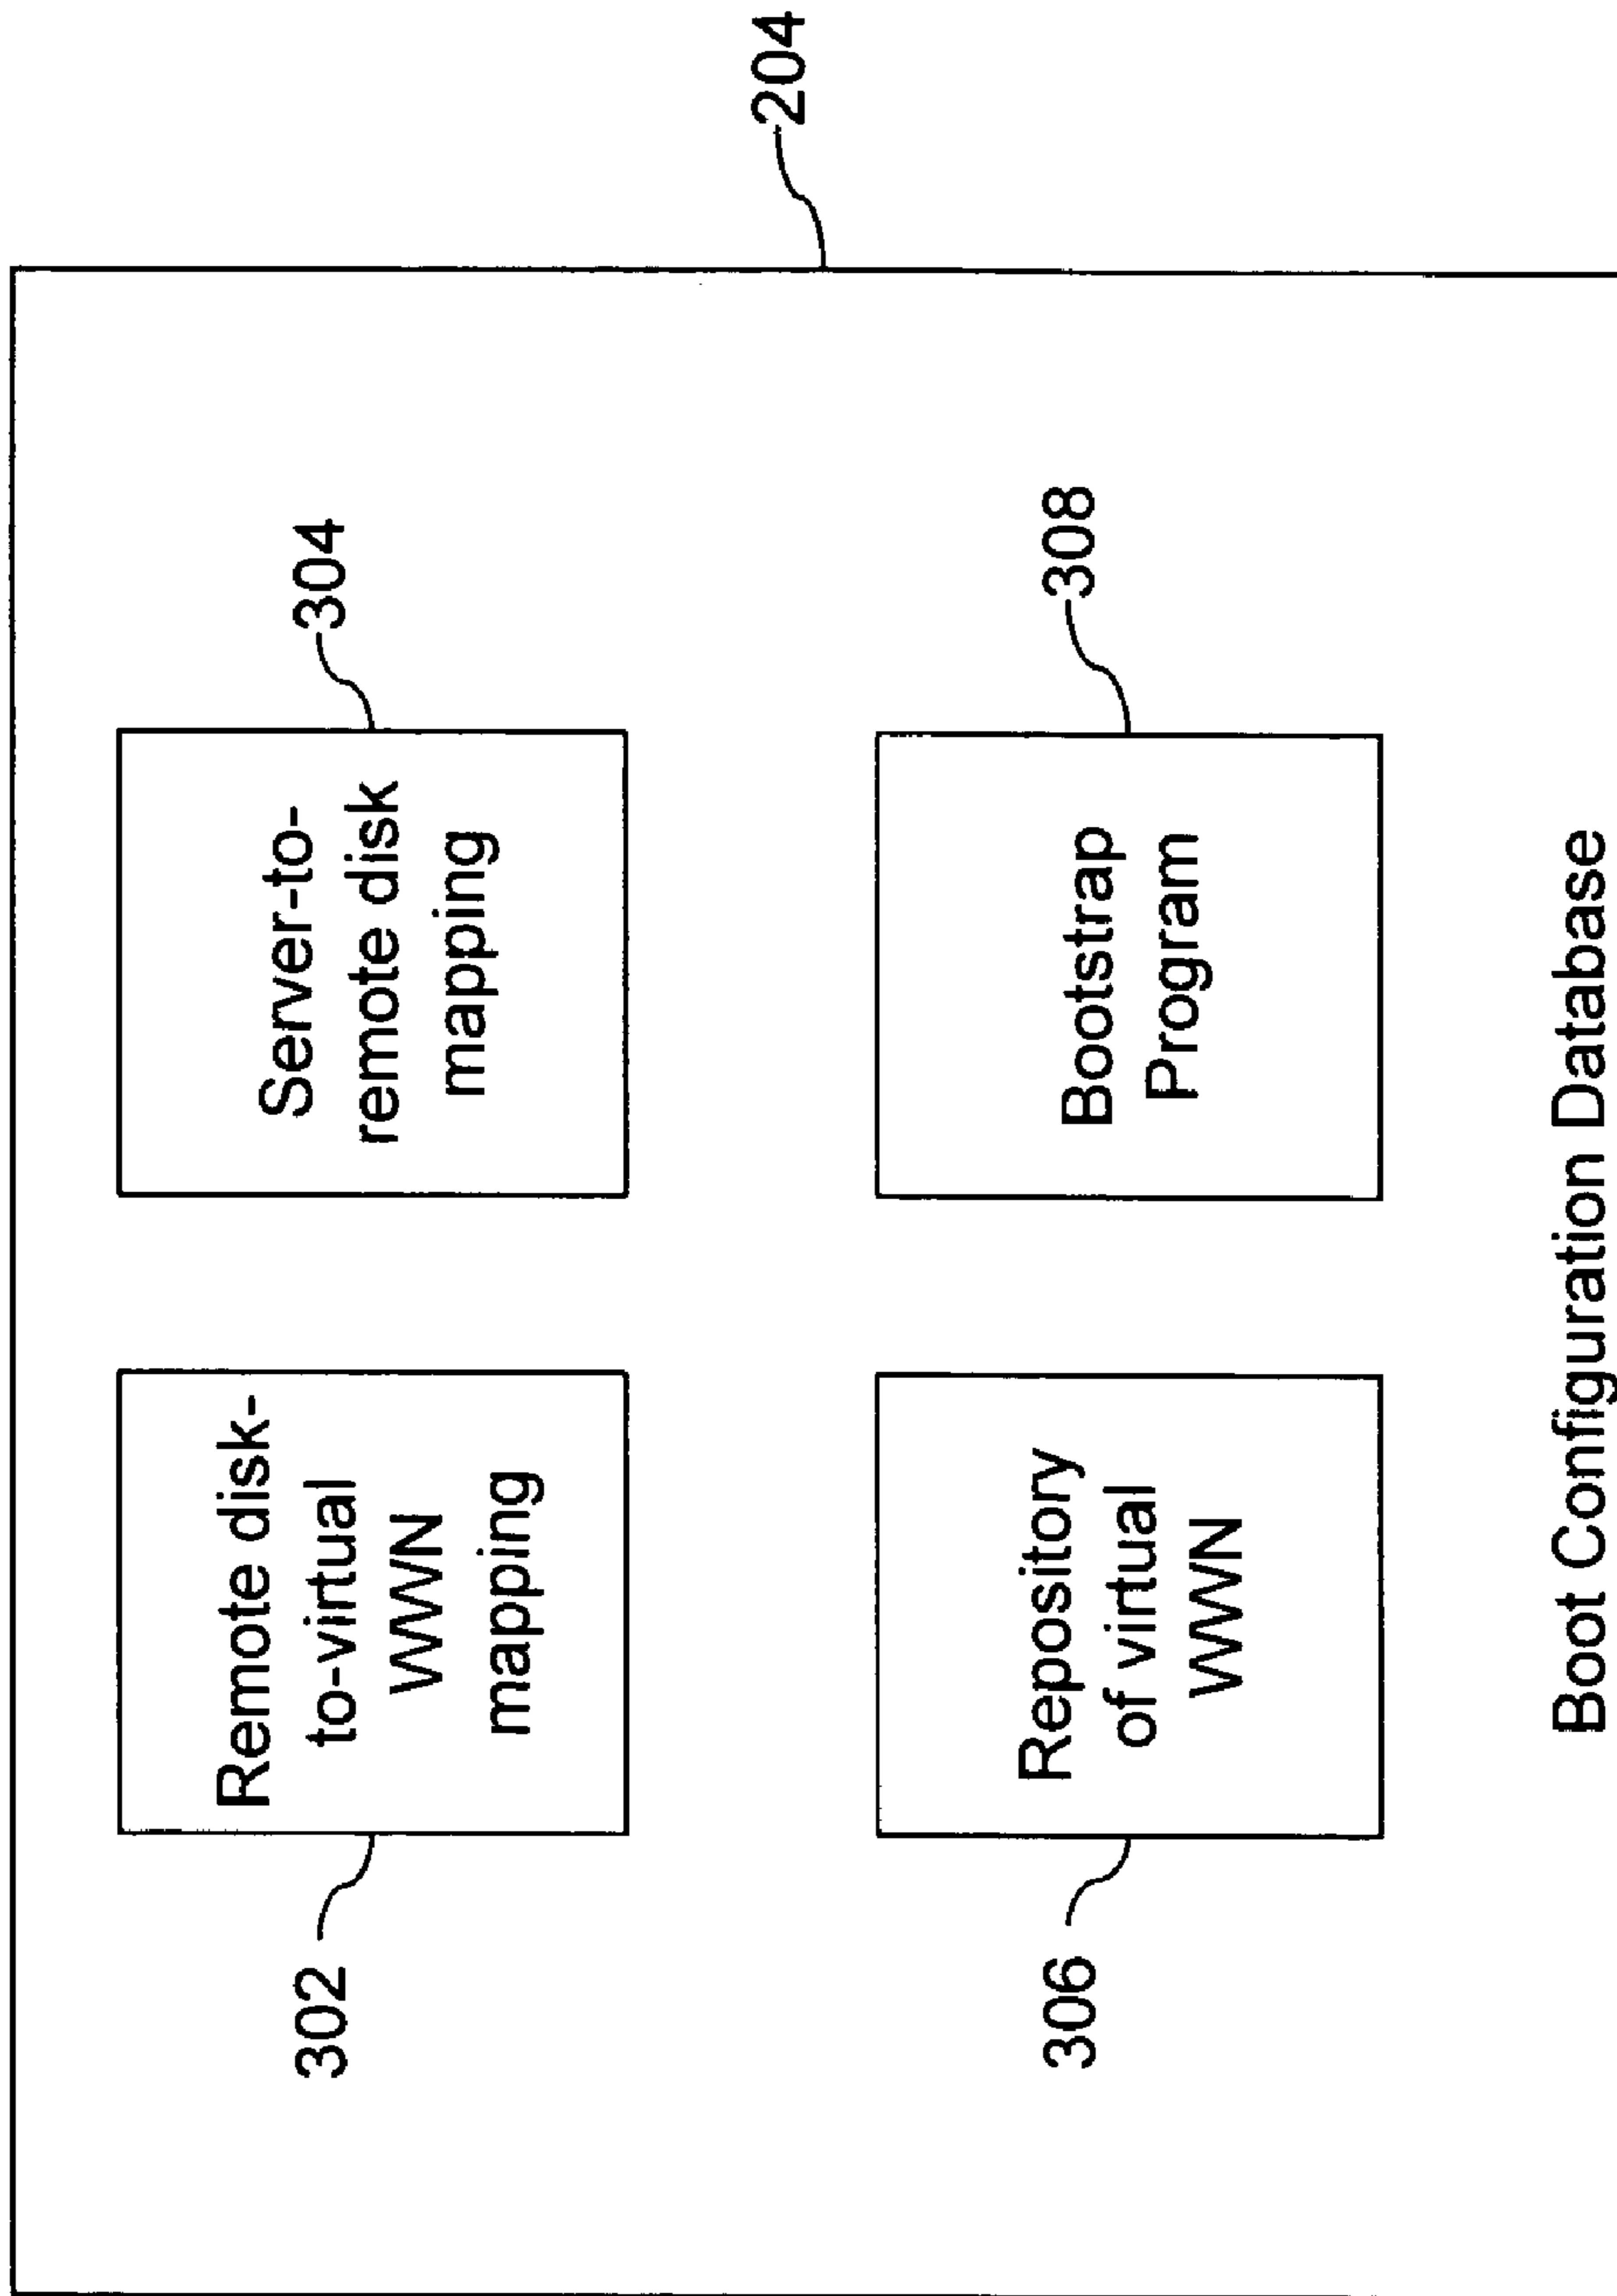 204
302
Remote disk-
to-virtual
WWN
mapping
304
Server-to-
remote disk
mapping
306
Repository
of virtual
WWN
308
Bootstrap
Program
Boot Configuration Database